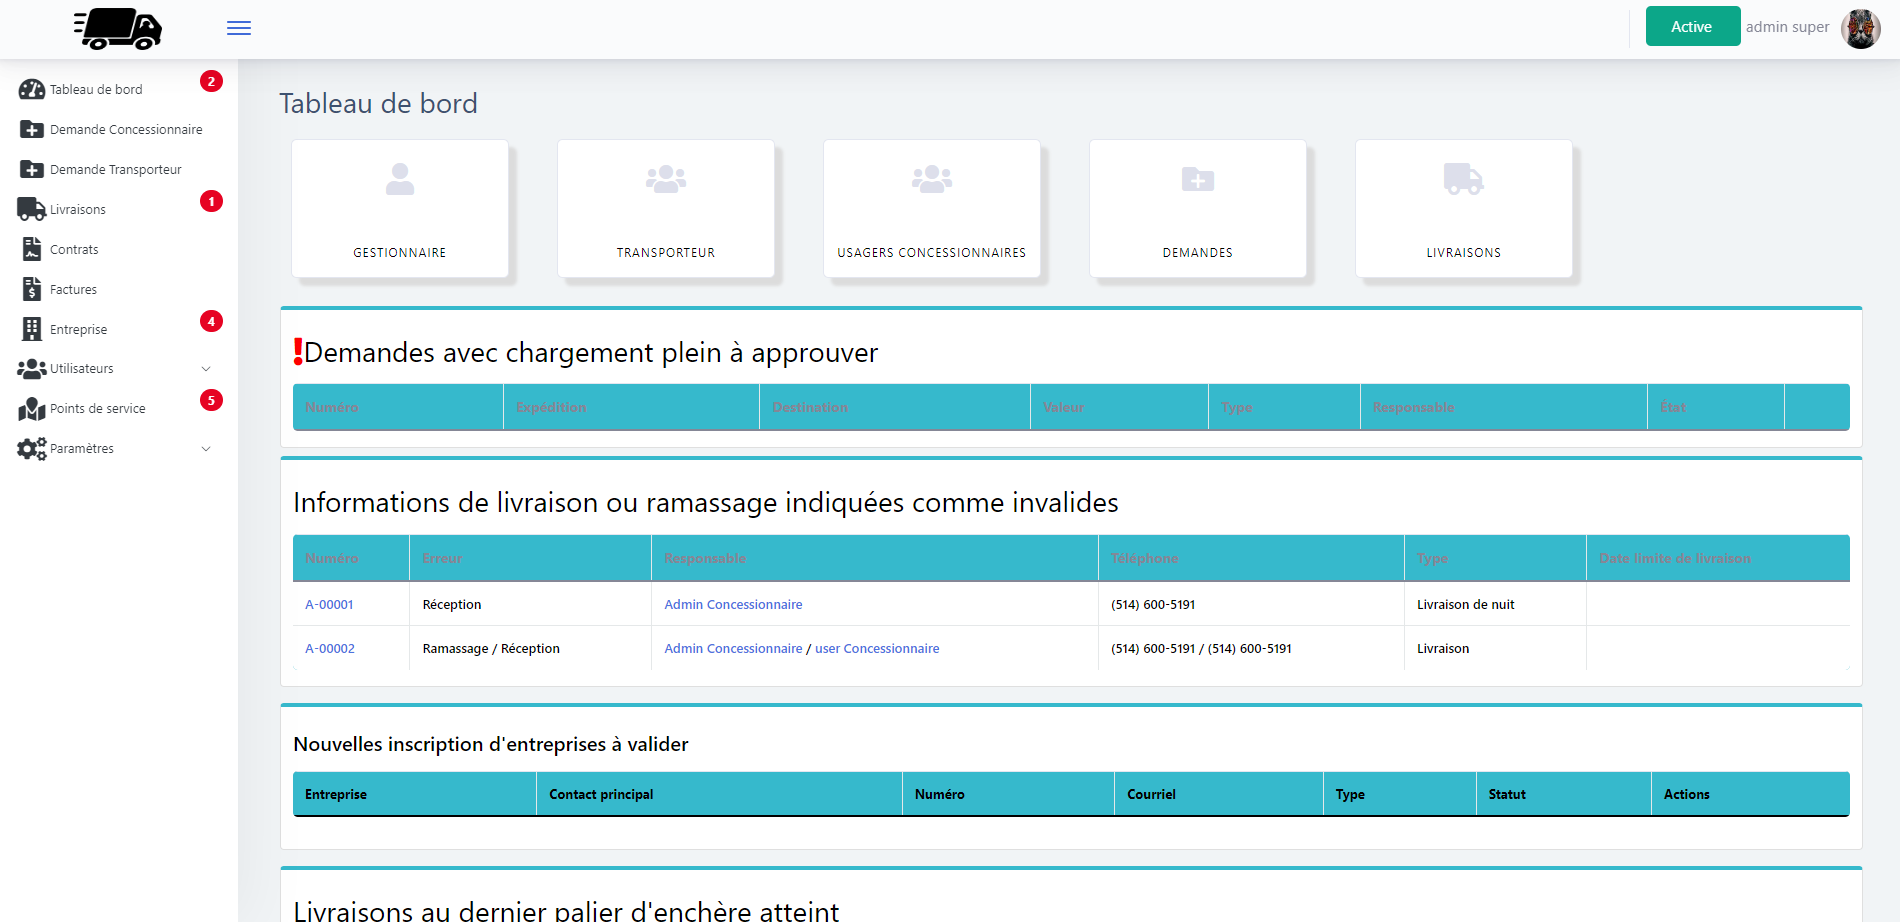 Active admin super
Tableau de bord 2
Demande Concessionnaire
Demande Transporteur
Livraisons 1
Contrats
Factures
Entreprise 4
Utilisateurs
Points de service 5
Paramètres
Tableau de bord
GESTIONNAIRE TRANSPORTEUR USAGERS CONCESSIONNAIRES DEMANDES LIVRAISONS
!Demandes avec chargement plein à approuver
Numéro Expédition Destination Valeur Type Responsable État
Informations de livraison ou ramassage indiquées comme invalides
Numéro Erreur Responsable Téléphone Type Date limite de livraison
A-00001 Réception Admin Concessionnaire (514) 600-5191 Livraison de nuit
A-00002 Ramassage / Réception Admin Concessionnaire / user Concessionnaire (514) 600-5191 / (514) 600-5191 Livraison
Nouvelles inscription d'entreprises à valider
Entreprise Contact principal Numéro Courriel Type Statut Actions
Livraisons au dernier palier d'enchère atteint